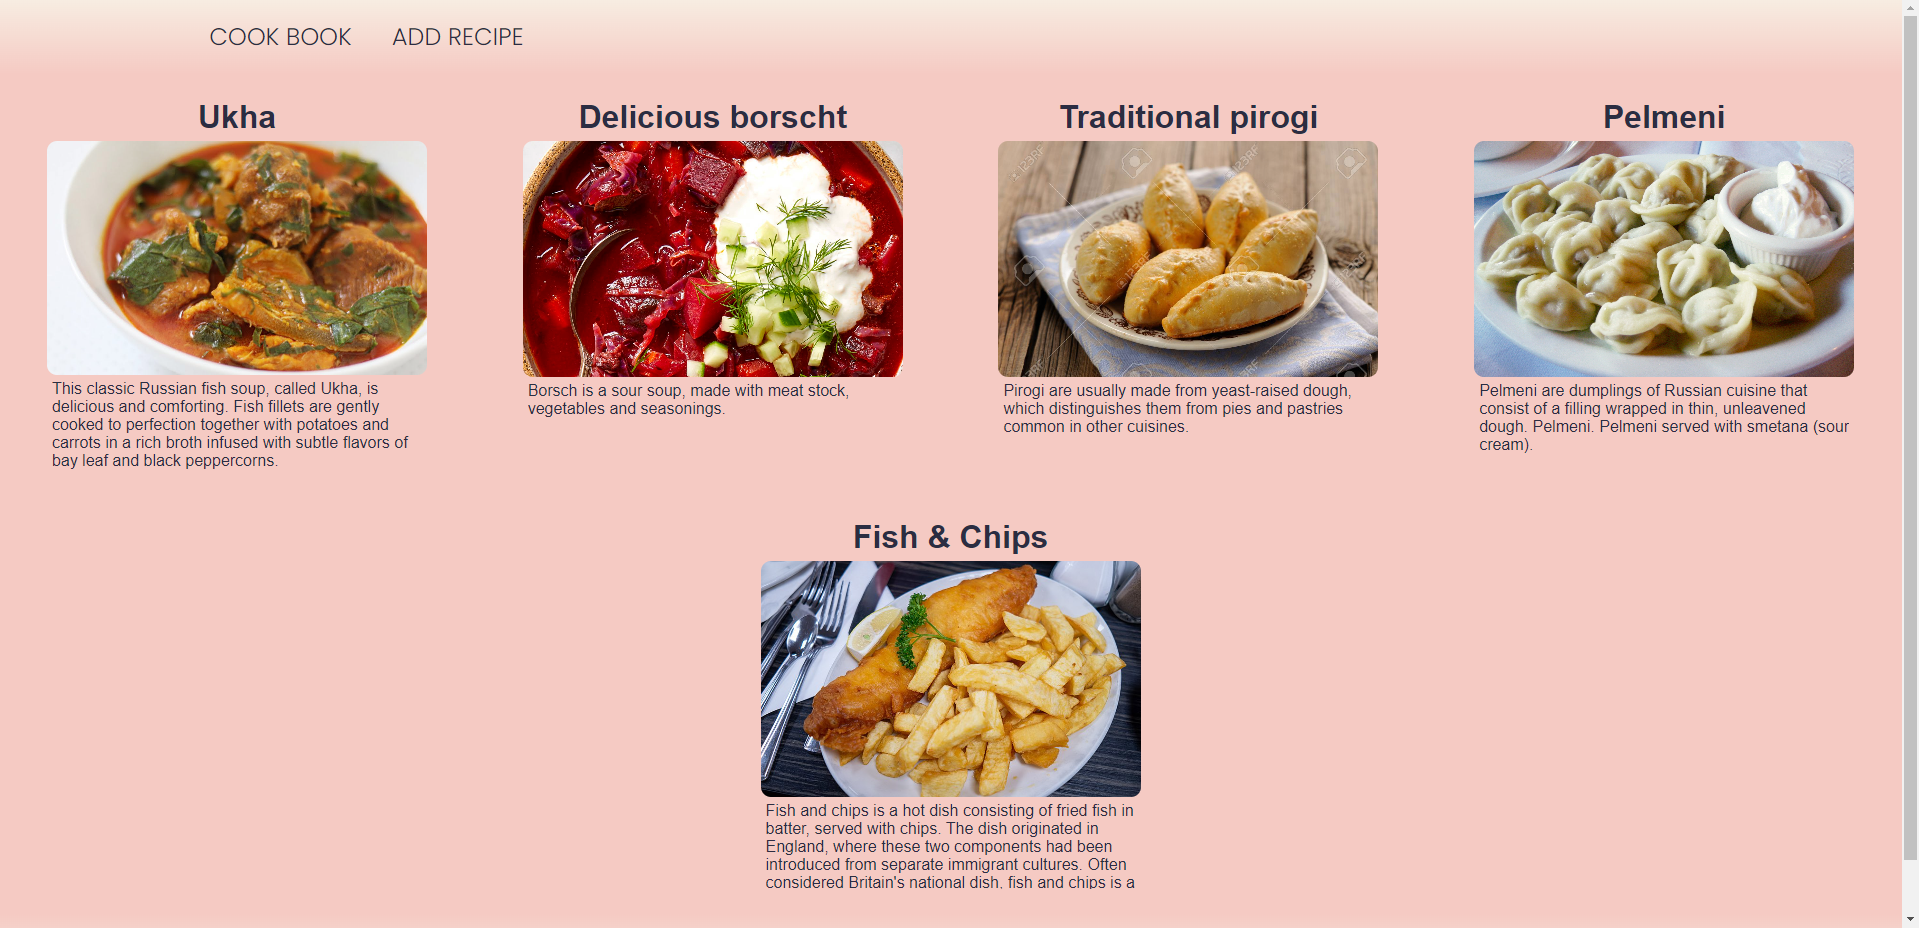 COOK BOOK ADD RECIPE
Ukha
This classic Russian fish soup, called Ukha, is
delicious and comforting. Fish fillets are gently
cooked to perfection together with potatoes and
carrots in a rich broth infused with subtle flavors of
bay leaf and black peppercorns.
Delicious borscht
Borsch is a sour soup, made with meat stock,
vegetables and seasonings.
Traditional pirogi
123RF
123RF
123RF
Pirogi are usually made from yeast-raised dough,
which distinguishes them from pies and pastries
common in other cuisines.
Pelmeni
Pelmeni are dumplings of Russian cuisine that
consist of a filling wrapped in thin, unleavened
dough. Pelmeni. Pelmeni served with smetana (sour
cream).
Fish & Chips
Fish and chips is a hot dish consisting of fried fish in
batter, served with chips. The dish originated in
England, where these two components had been
introduced from separate immigrant cultures. Often
considered Britain's national dish, fish and chips is a